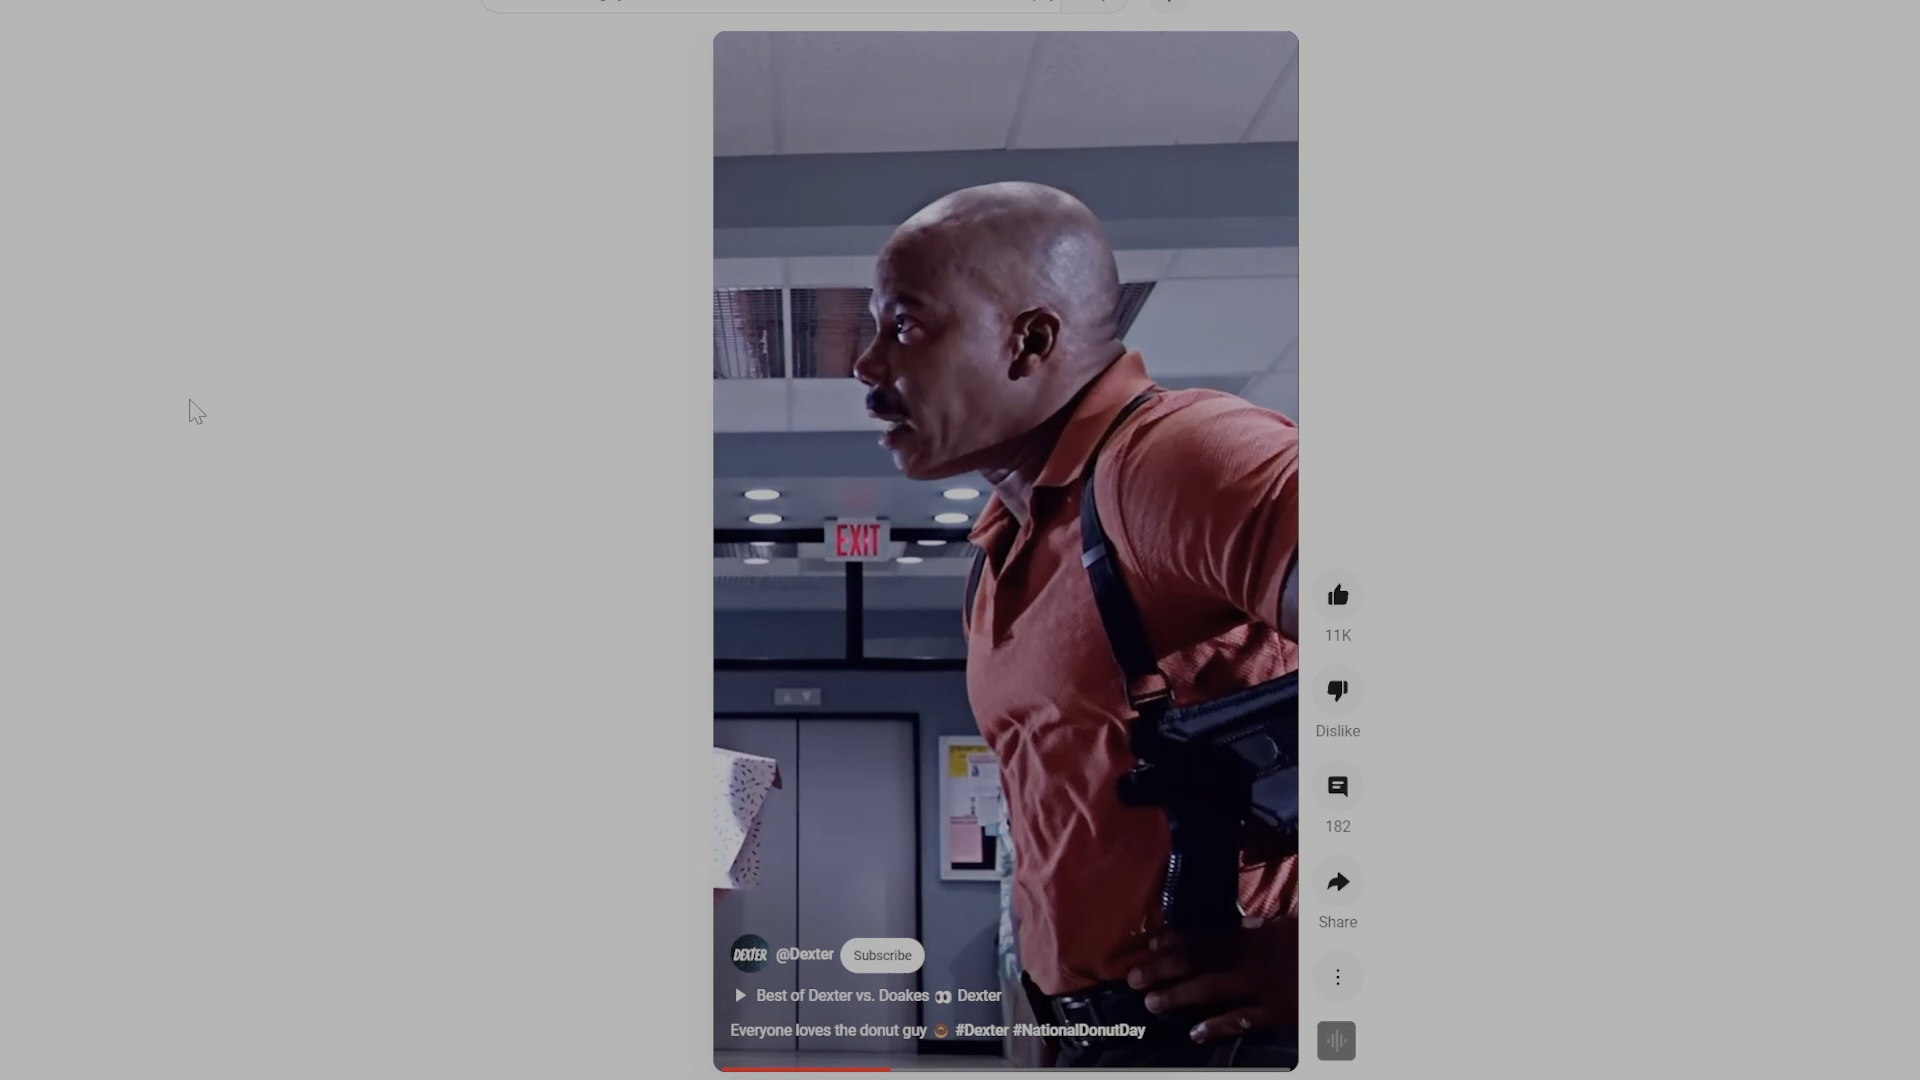 EXIT
11K
Dislike
182
Share
DEXTER @Dexter Subscribe
Best of Dexter vs. Doakes 👀 Dexter
Everyone loves the donut guy 🍩 #Dexter #NationalDonutDay